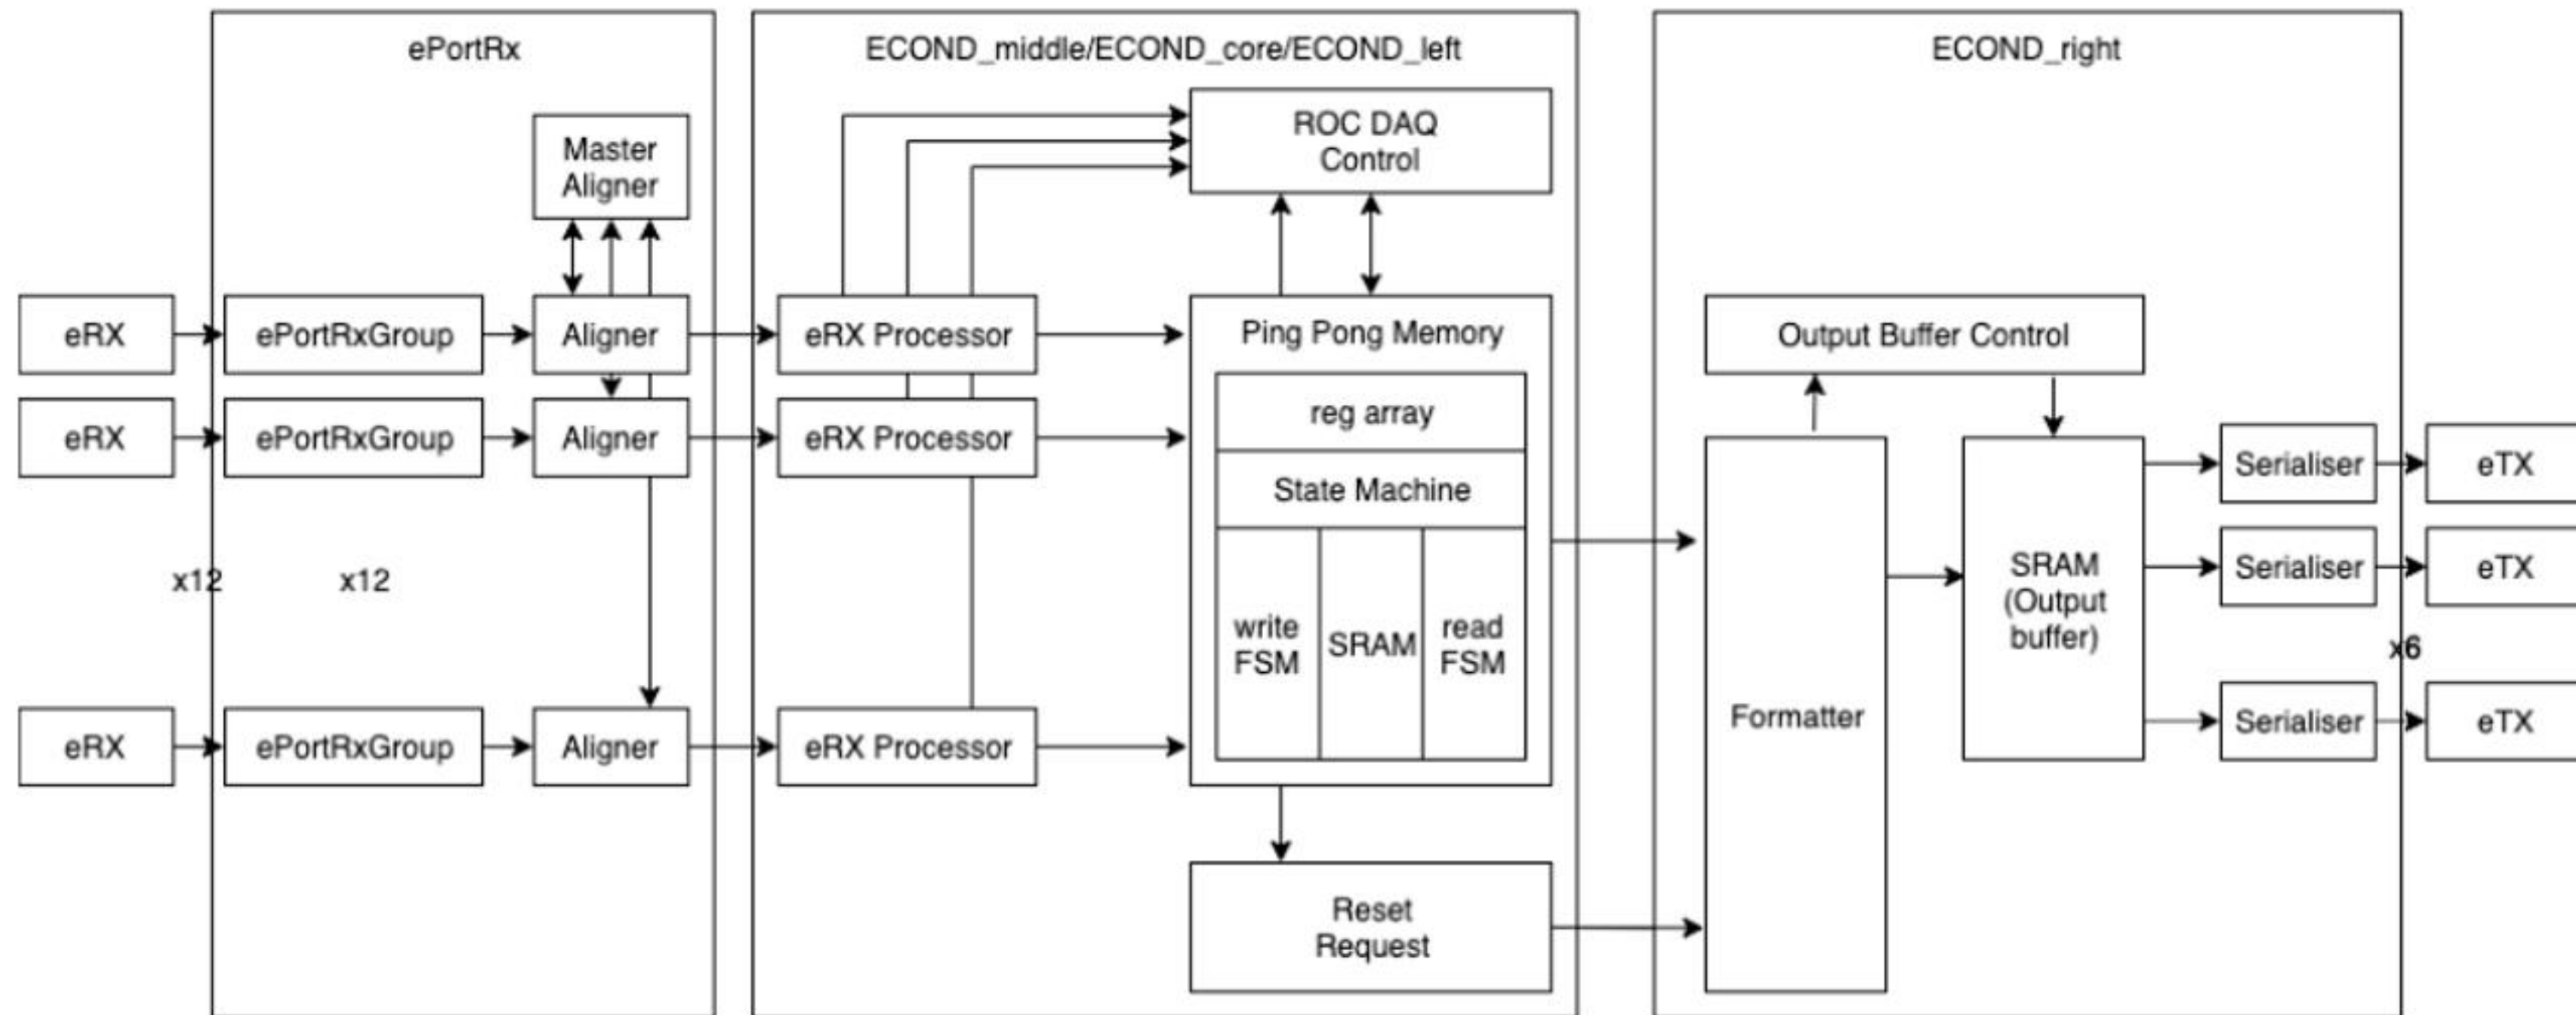 ePortRx
ECOND_middle/ECOND_core/ECOND_left
ECOND_right
Master
Aligner
ROC DAQ
Control
eRX
ePortRxGroup
Aligner
eRX Processor
Ping Pong Memory
Output Buffer Control
reg array
eRX
ePortRxGroup
Aligner
eRX Processor
State Machine
Serialiser
eTX
x12
x12
write
FSM
SRAM
read
FSM
SRAM
(Output
buffer)
Serialiser
eTX
x6
Formatter
Serialiser
eTX
eRX
ePortRxGroup
Aligner
eRX Processor
Reset
Request